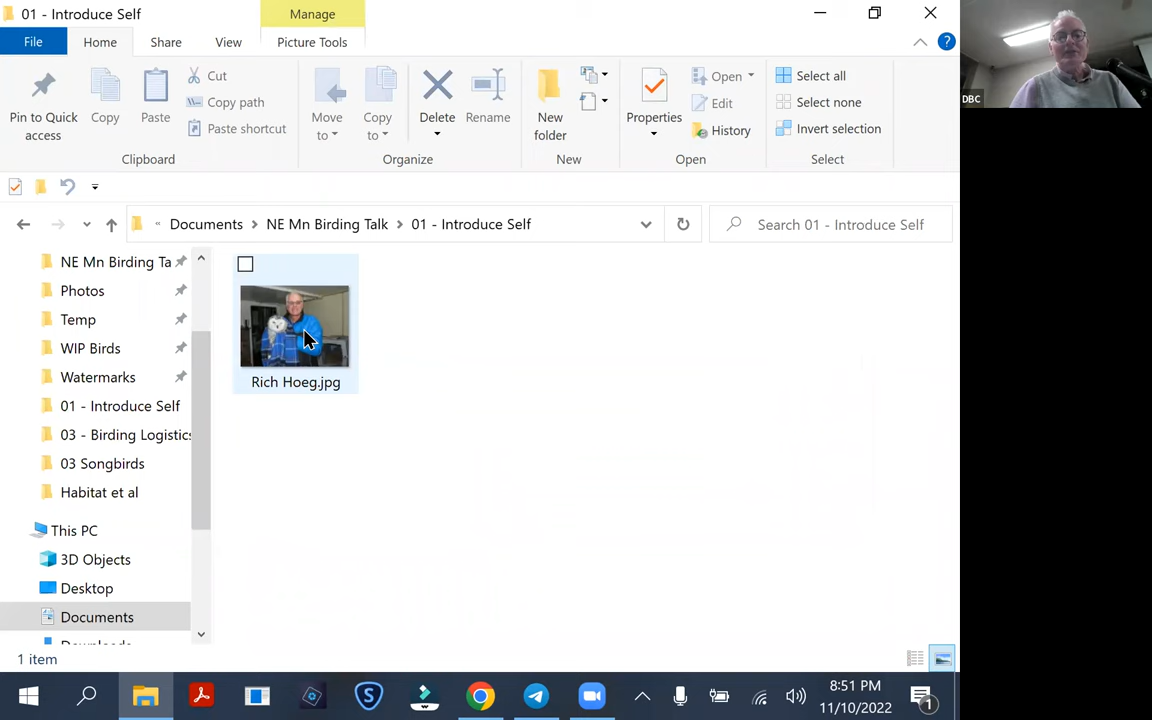 01 - Introduce Self
Manage
File
Home
Share
View
Picture Tools
Pin to Quick access
Copy
Paste
Cut
Copy path
Paste shortcut
Move to
Copy to
Delete
Rename
New folder
Properties
Open
Edit
History
Select all
Select none
Invert selection
Clipboard
Organize
New
Open
Select
« Documents > NE Mn Birding Talk > 01 - Introduce Self
Search 01 - Introduce Self
NE Mn Birding Ta
Photos
Temp
WIP Birds
Watermarks
01 - Introduce Self
03 - Birding Logistics
03 Songbirds
Habitat et al
This PC
3D Objects
Desktop
Documents
Downloads
Rich Hoeg.jpg
1 item
DBC
8:51 PM
11/10/2022
1